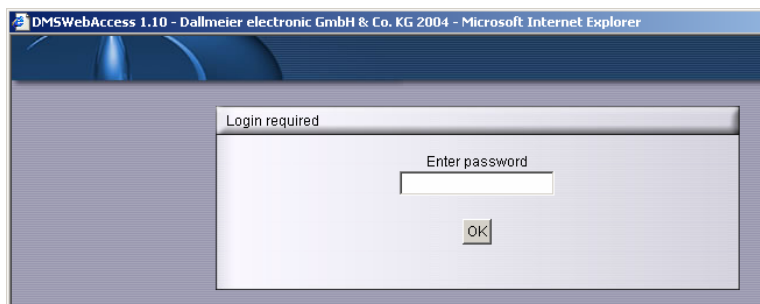 DMSWebAccess 1.10 - Dallmeier electronic GmbH & Co. KG 2004 - Microsoft Internet Explorer
Login required
Enter password
OK